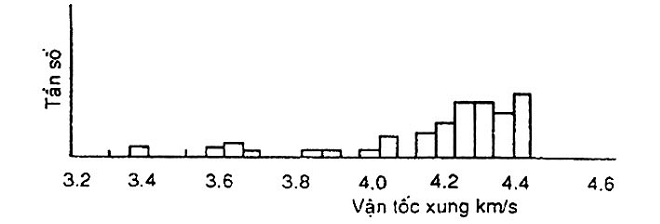 Tần số
3.2 3.4 3.6 3.8 4.0 4.2 4.4 4.6
Vận tốc xung km/s